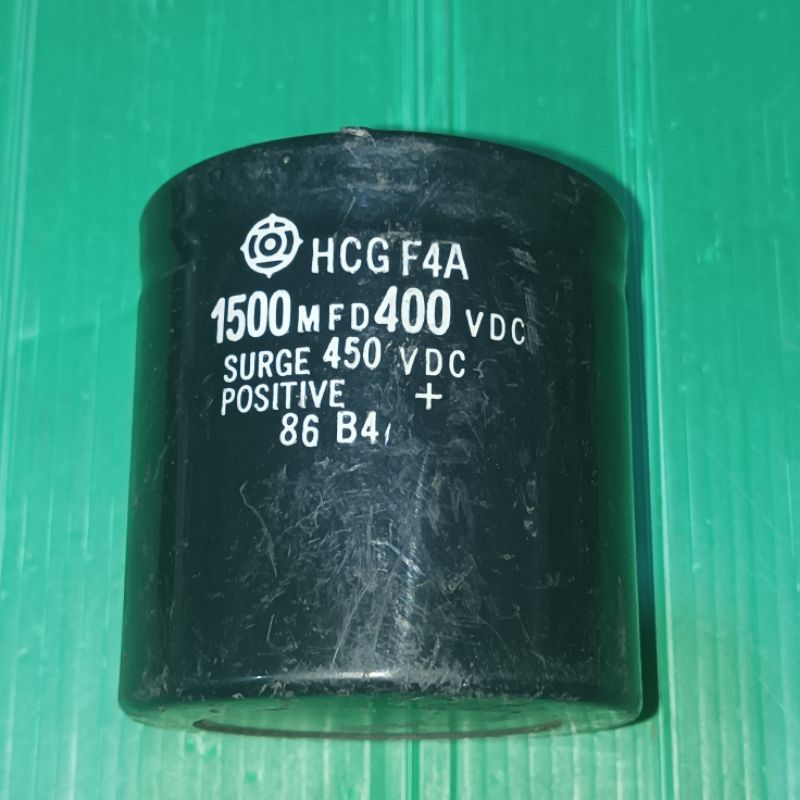 HCG F4A
1500 MFD 400 VDC
SURGE 450 VDC
POSITIVE +
86 B4